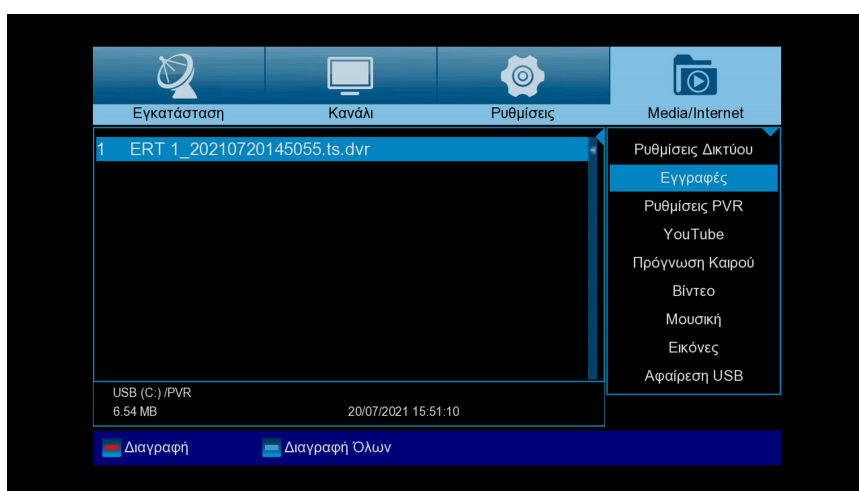 Εγκατάσταση
Κανάλι
Ρυθμίσεις
Media/Internet
1 ERT 1_20210720145055.ts.dvr
Ρυθμίσεις Δικτύου
Εγγραφές
Ρυθμίσεις PVR
YouTube
Πρόγνωση Καιρού
Βίντεο
Μουσική
Εικόνες
Αφαίρεση USB
USB (C:) /PVR
6.54 MB 20/07/2021 15:51:10
Διαγραφή Διαγραφή Όλων